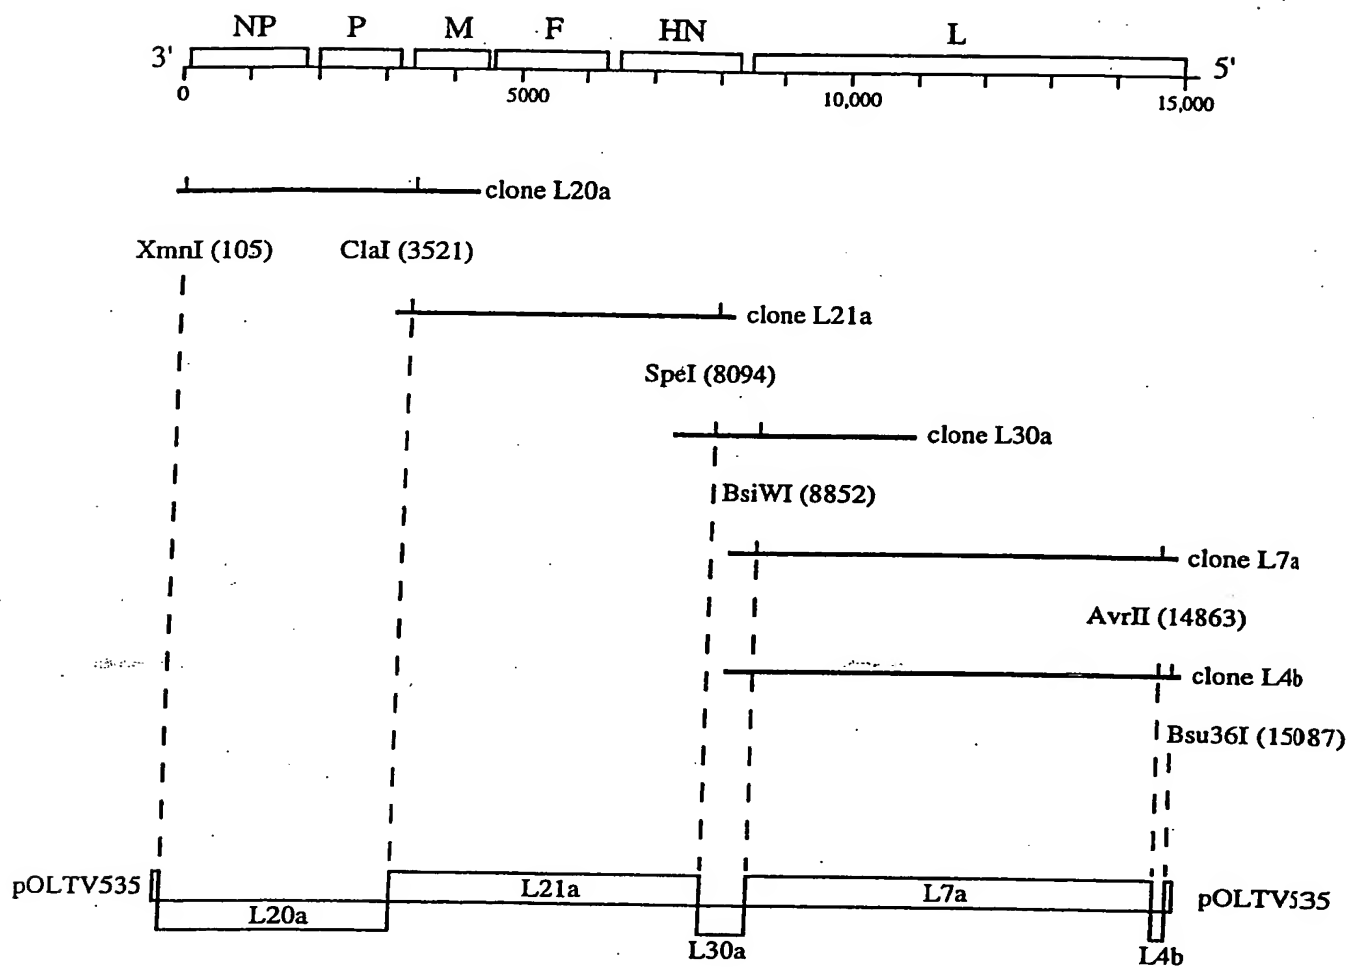 NP P M F HN L
3' 5'
0 5000 10,000 15,000
clone L20a
XmnI (105) ClaI (3521)
clone L21a
SpeI (8094)
clone L30a
BsiWI (8852)
clone L7a
AvrII (14863)
clone L4b
Bsu36I (15087)
pOLTV535 L21a L7a pOLTV535
L20a
L30a L4b